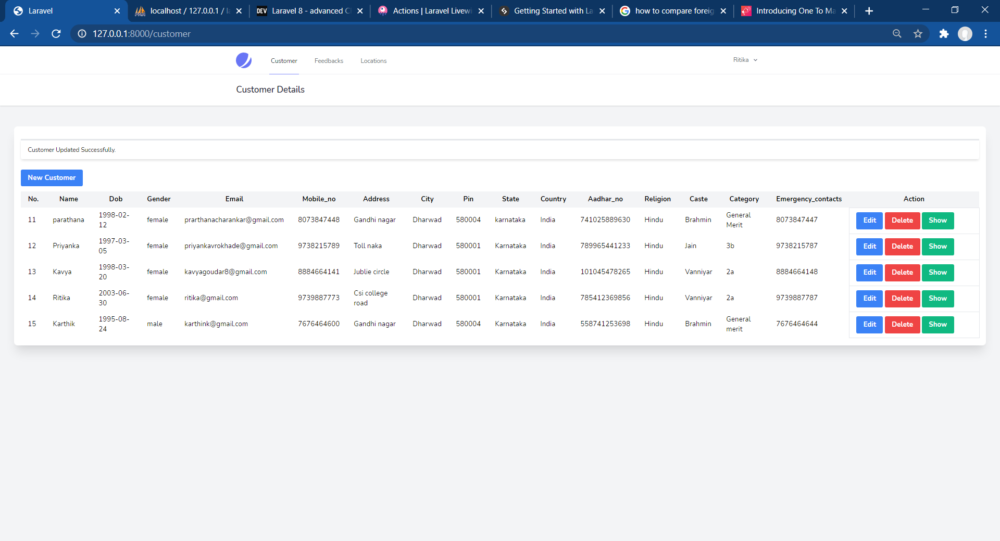 Laravel
localhost / 127.0.0.1 / la
DEV
Laravel 8 - advanced C
Actions | Laravel Livewi
Getting Started with La
how to compare foreig
Introducing One To Ma
127.0.0.1:8000/customer
Customer Feedbacks Locations
Ritika
Customer Details
Customer Updated Successfully.
New Customer
No. Name Dob Gender Email Mobile_no Address City Pin State Country Aadhar_no Religion Caste Category Emergency_contacts Action
11 parathana 1998-02-12 female prarthanacharankar@gmail.com 8073847448 Gandhi nagar Dharwad 580004 karnataka India 741025889630 Hindu Brahmin General Merit 8073847447 Edit Delete Show
12 Priyanka 1997-03-05 female priyankavrokhade@gmail.com 9738215789 Toll naka Dharwad 580001 Karnataka India 789965441233 Hindu Jain 3b 9738215787 Edit Delete Show
13 Kavya 1998-03-20 female kavyagoudar8@gmail.com 8884664141 Jublie circle Dharwad 580001 Karnataka India 101045478265 Hindu Vanniyar 2a 8884664148 Edit Delete Show
14 Ritika 2003-06-30 female ritika@gmail.com 9739887773 Csi college road Dharwad 580001 Karnataka India 785412369856 Hindu Vanniyar 2a 9739887787 Edit Delete Show
15 Karthik 1995-08-24 male karthink@gmail.com 7676464600 Gandhi nagar Dharwad 580004 Karnataka India 558741253698 Hindu Brahmin General merit 7676464644 Edit Delete Show